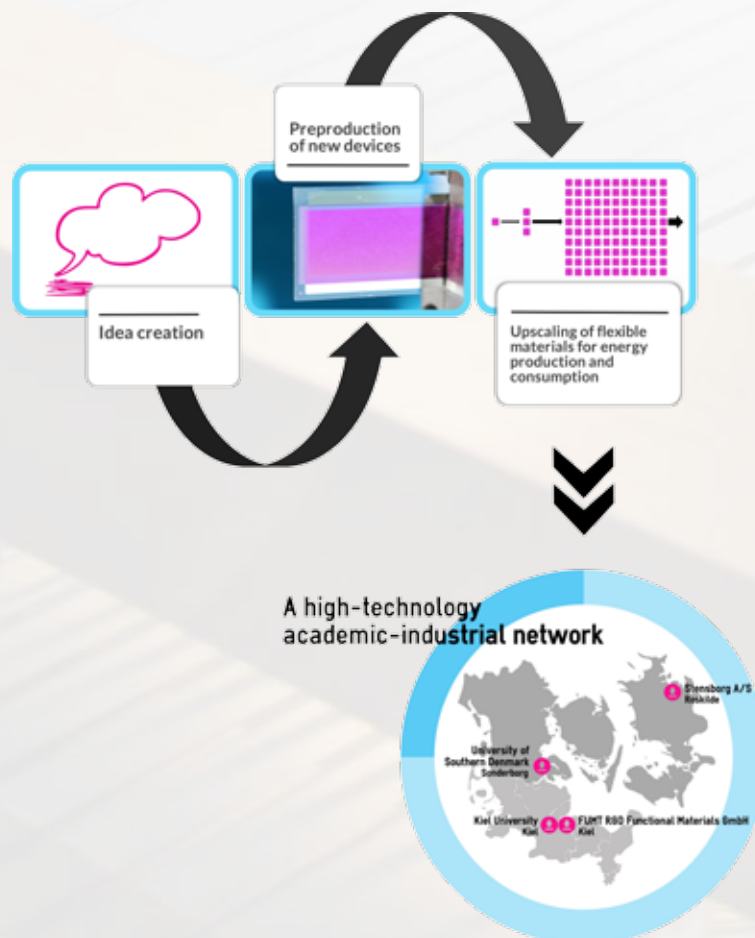 Preproduction
of new devices
Idea creation
Upscaling of flexible
materials for energy
production and
consumption
A high-technology
academic-industrial network
Stensborg A/S
Roskilde
University of
Southern Denmark
Sonderborg
Kiel University
Kiel
FUMT R&D Functional Materials GmbH
Kiel